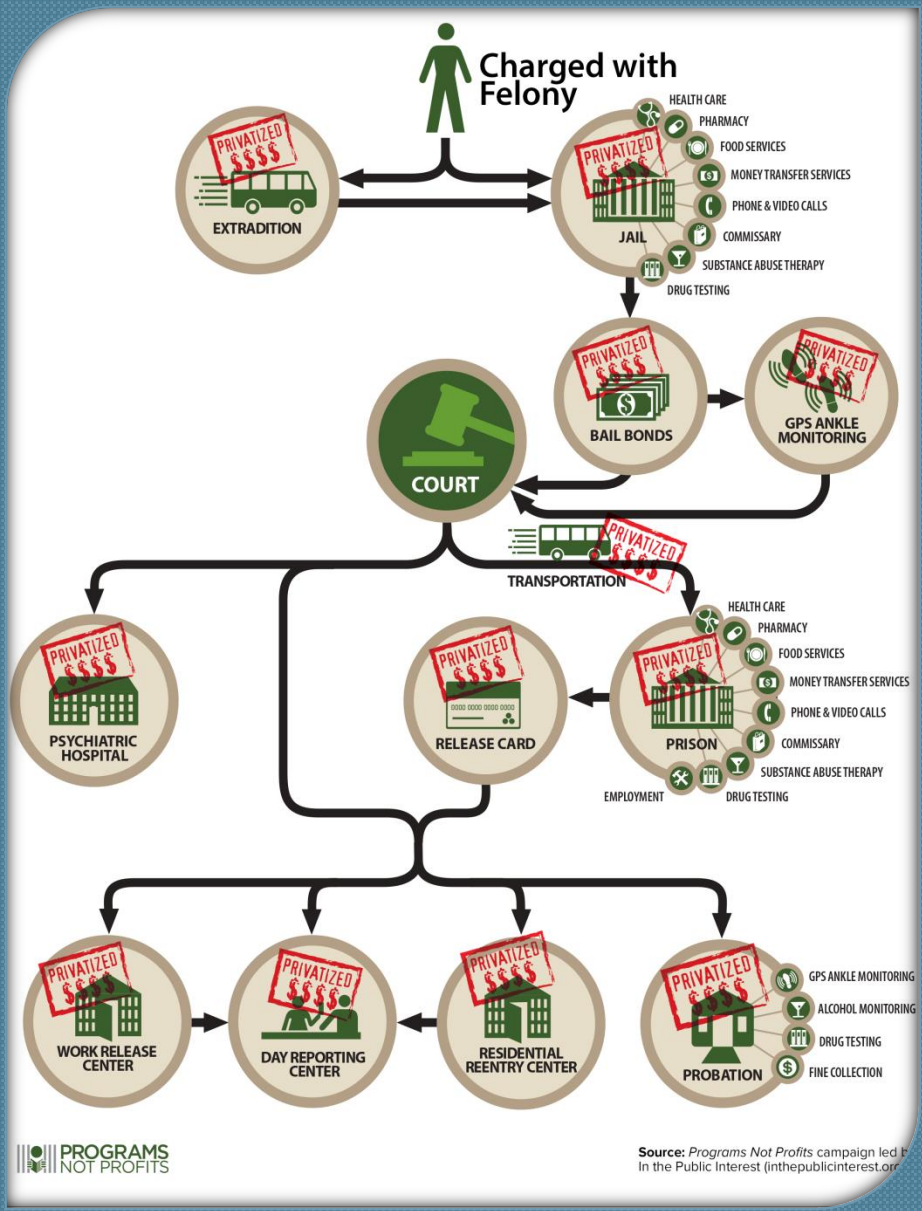 Charged with
Felony
PRIVATIZED
$$$$
EXTRADITION
PRIVATIZED
$$$$
JAIL
HEALTH CARE
PHARMACY
FOOD SERVICES
MONEY TRANSFER SERVICES
PHONE & VIDEO CALLS
COMMISSARY
SUBSTANCE ABUSE THERAPY
DRUG TESTING
PRIVATIZED
$$$$
BAIL BONDS
PRIVATIZED
$$$$
GPS ANKLE
MONITORING
COURT
PRIVATIZED
$$$$
TRANSPORTATION
PRIVATIZED
$$$$
PSYCHIATRIC
HOSPITAL
PRIVATIZED
$$$$
0000 0000 0000 0000
RELEASE CARD
PRIVATIZED
$$$$
PRISON
HEALTH CARE
PHARMACY
FOOD SERVICES
MONEY TRANSFER SERVICES
PHONE & VIDEO CALLS
COMMISSARY
SUBSTANCE ABUSE THERAPY
DRUG TESTING
EMPLOYMENT
PRIVATIZED
$$$$
WORK RELEASE
CENTER
PRIVATIZED
$$$$
DAY REPORTING
CENTER
PRIVATIZED
$$$$
RESIDENTIAL
REENTRY CENTER
PRIVATIZED
$$$$
PROBATION
GPS ANKLE MONITORING
ALCOHOL MONITORING
DRUG TESTING
FINE COLLECTION
PROGRAMS
NOT PROFITS
Source: Programs Not Profits campaign led
In the Public Interest (inthepublicinterest.org